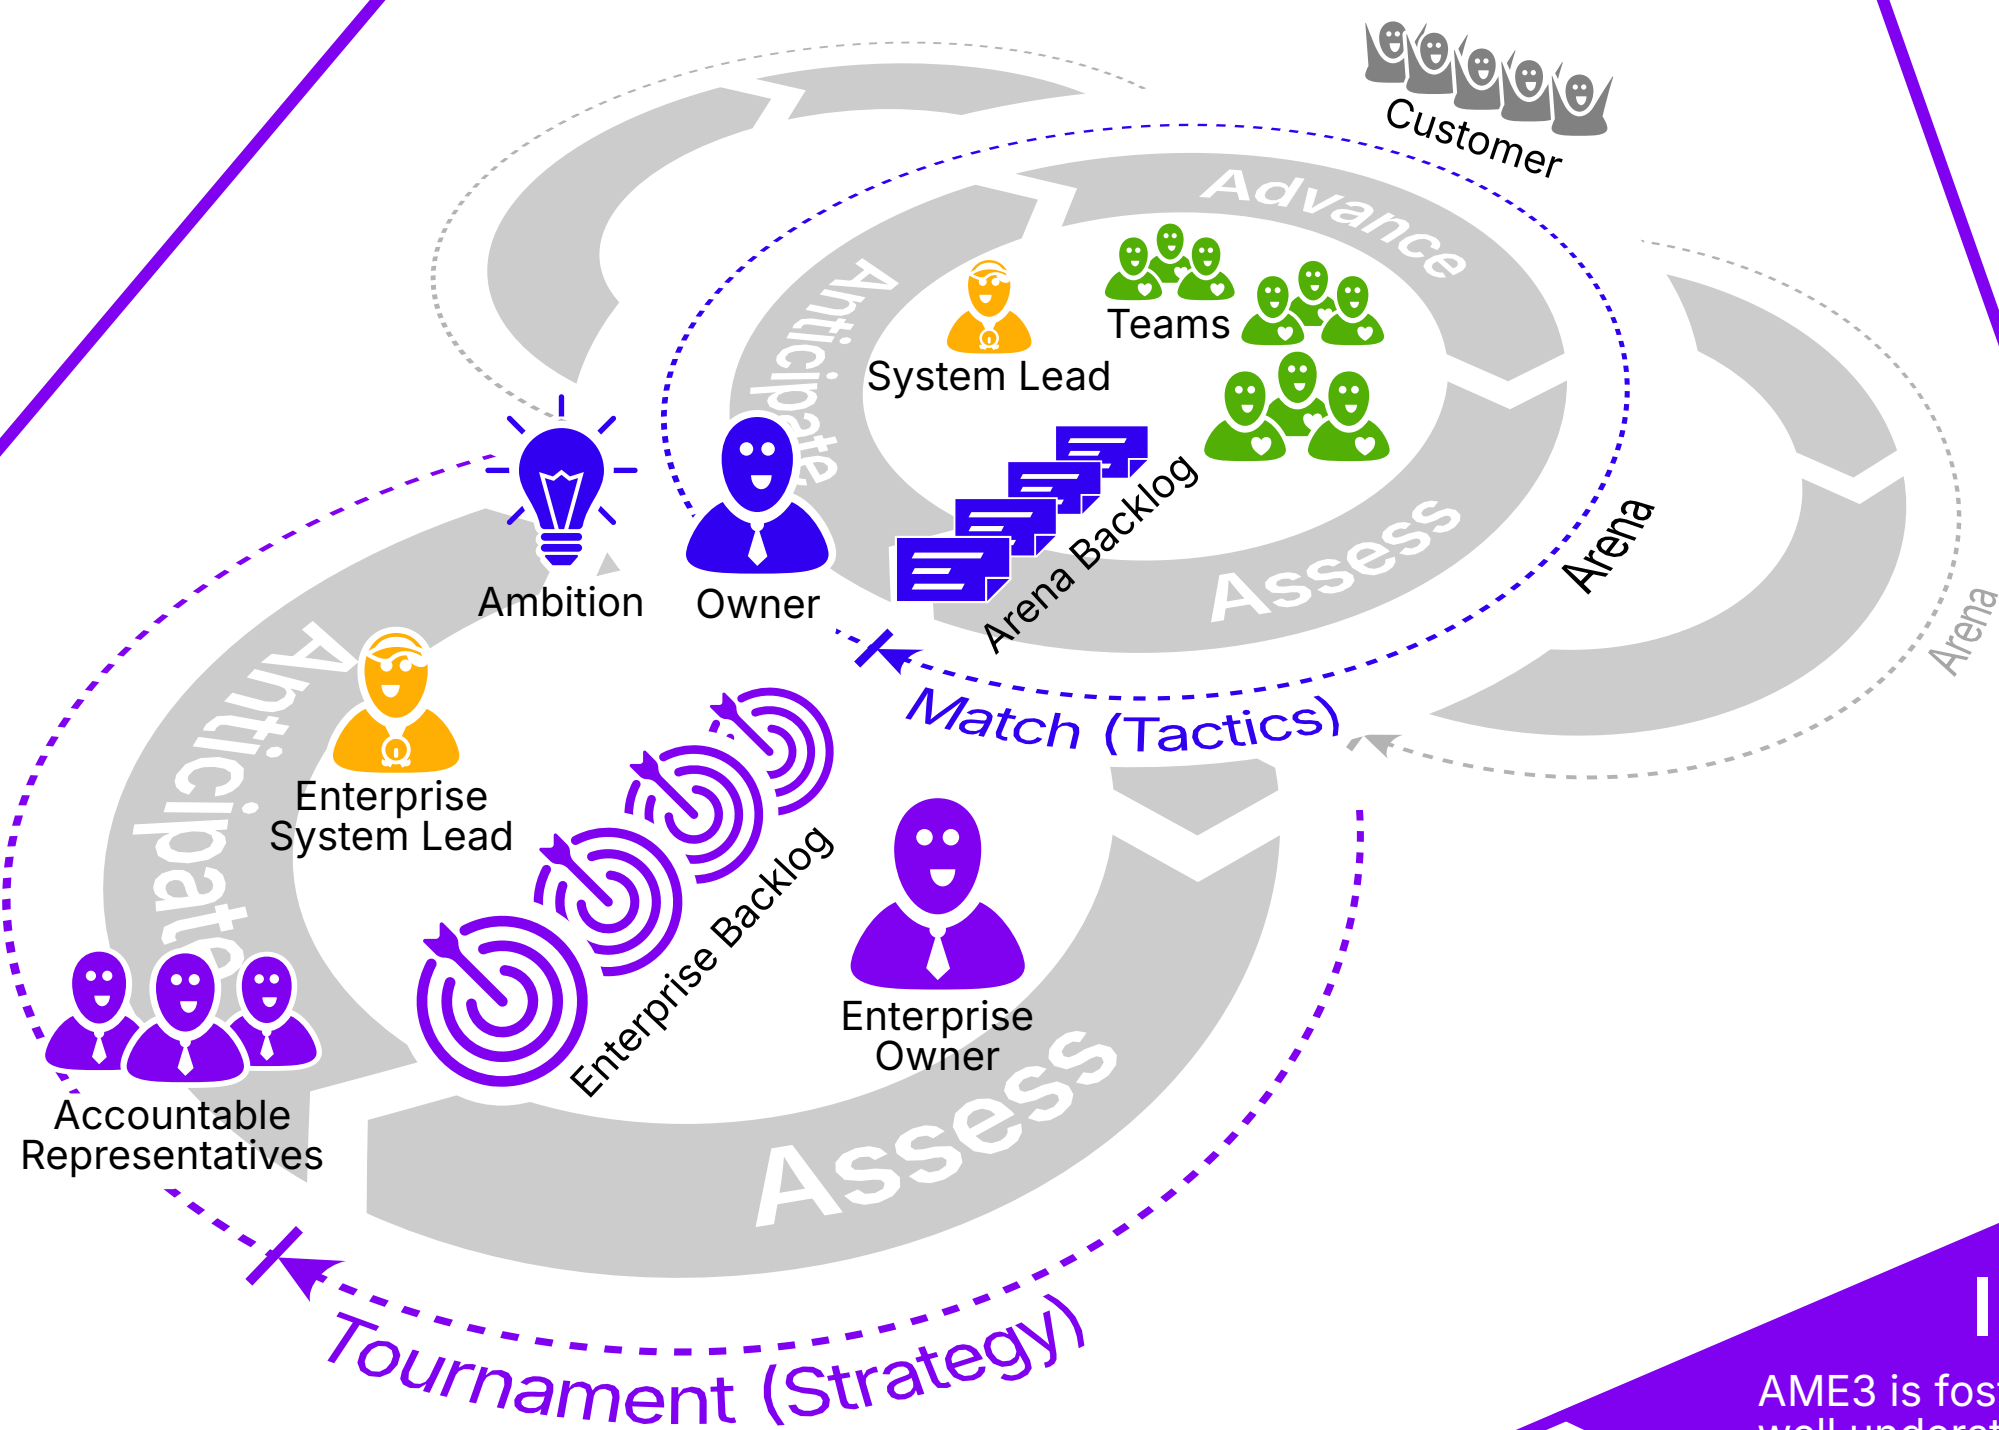 Customer
Advance
Anticipate
Teams
System Lead
Arena Backlog
Assess
Arena
Arena
Ambition
Owner
Match (Tactics)
Anticipate
Enterprise
System Lead
Enterprise Backlog
Enterprise
Owner
Accountable
Representatives
Assess
Tournament (Strategy)
AME3 is